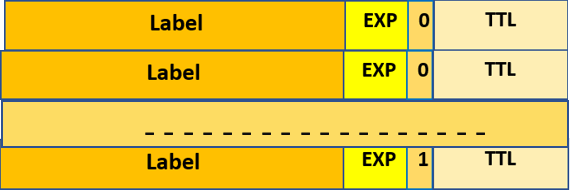 Label EXP 0 TTL
Label EXP 0 TTL
- - - - - - - - - - - - - - - - - -
Label EXP 1 TTL